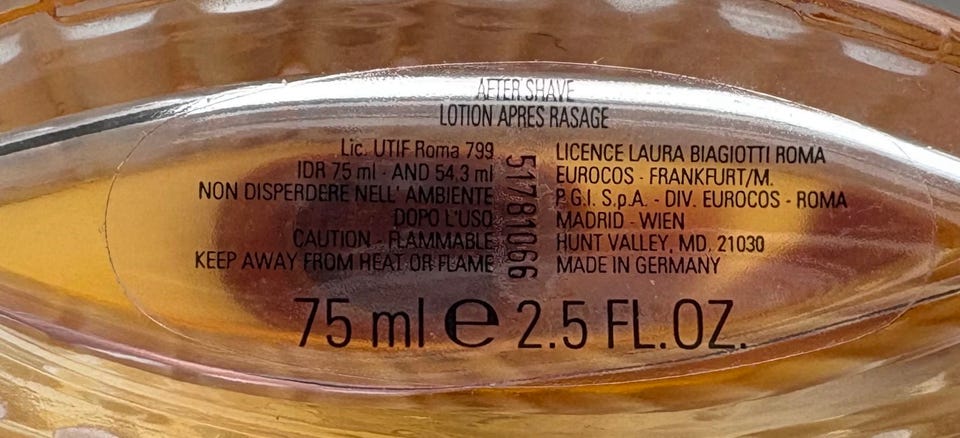 AFTER SHAVE
LOTION APRES RASAGE
Lic. UTIF Roma 799
IDR 75 ml - AND 54.3 ml
NON DISPERDERE NELL' AMBIENTE
DOPO L'USO
CAUTION - FLAMMABLE
KEEP AWAY FROM HEAT OR FLAME
51781066
LICENCE LAURA BIAGIOTTI ROMA
EUROCOS - FRANKFURT/M.
P.G.I. S.p.A. - DIV. EUROCOS - ROMA
MADRID - WIEN
HUNT VALLEY, MD. 21030
MADE IN GERMANY
75 ml e 2.5 FL.OZ.